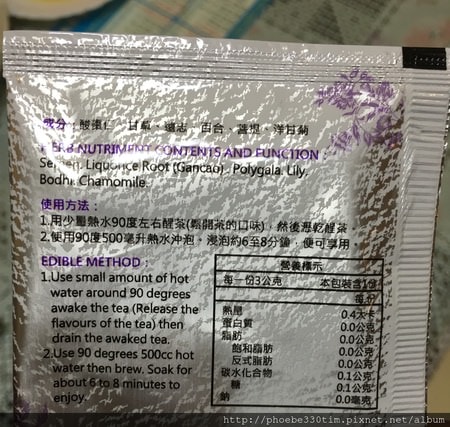 成分：酸棗仁、甘草、遠志、百合、菩提、洋甘菊
HERB NUTRIMENT CONTENTS AND FUNCTION：
Liquorice Root (Gancao), Polygala, Lily,
Bodhi, Chamomile.
使用方法：
1.用少量熱水90度左右醒茶(鬆開茶的口味)，然後瀝乾醒茶
2.使用90度500毫升熱水沖泡。浸泡約6至8分鐘，便可享用。
EDIBLE METHOD：
1.Use small amount of hot
water around 90 degrees
awake the tea (Release the
flavours of the tea) then
drain the awaked tea.
2.Use 90 degrees 500cc hot
water then brew. Soak for
about 6 to 8 minutes to
enjoy.
營養標示
每一份3公克 本包裝含1份
每份
熱量 0.4大卡
蛋白質 0.0公克
脂肪 0.0公克
飽和脂肪 0.0公克
反式脂肪 0.0公克
碳水化合物 0.1公克
糖 0.1公克
鈉 0.0毫克
http://phoebe330tim.pixnet.net/album